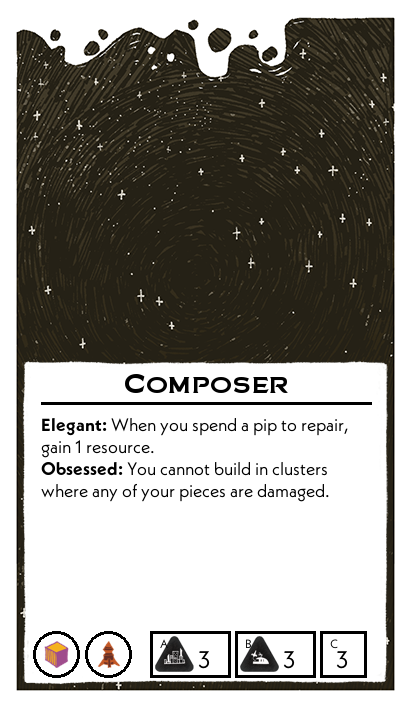 COMPOSER
Elegant: When you spend a pip to repair,
gain 1 resource.
Obsessed: You cannot build in clusters
where any of your pieces are damaged.
A 3 B 3 C 3